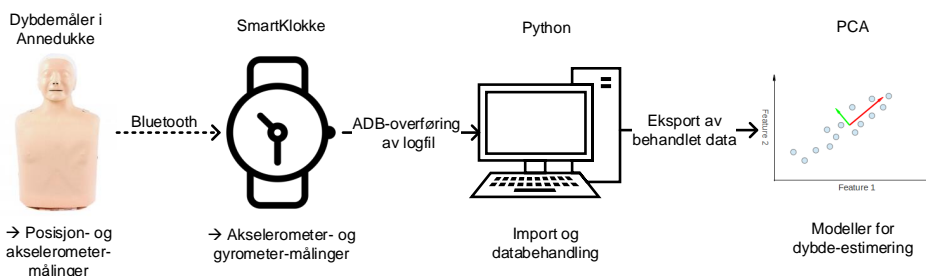 Dybdemåler i
Annedukke
SmartKlokke
Python
PCA
Bluetooth
ADB-overføring
av logfil
Eksport av
behandlet data
Feature 2
Feature 1
→ Posisjon- og
akselerometer-
målinger
→ Akselerometer- og
gyrometer-målinger
Import og
databehandling
Modeller for
dybde-estimering